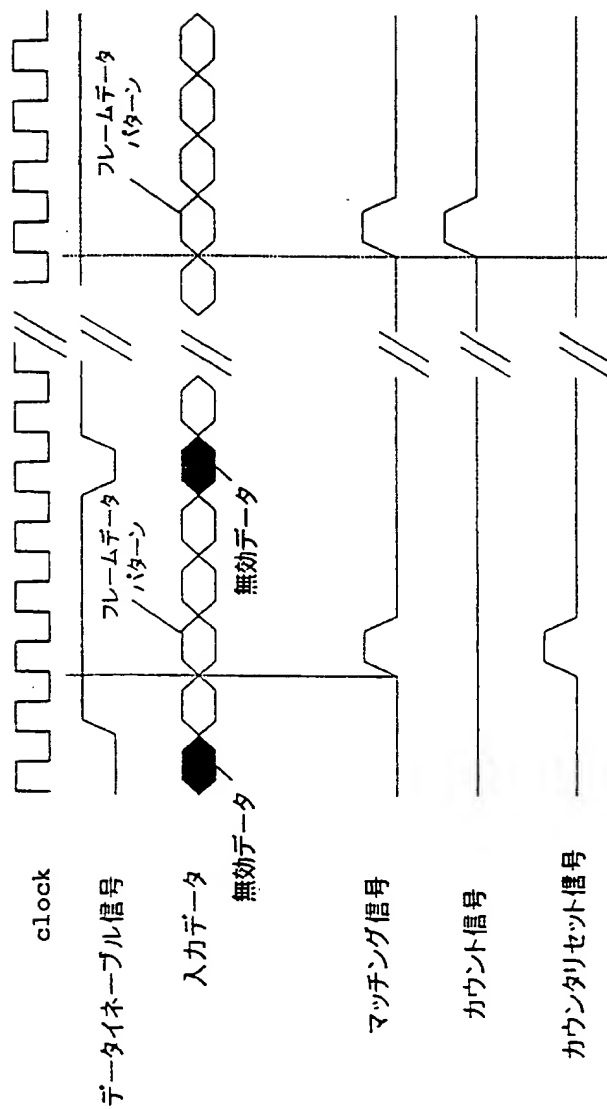 clock
データイネーブル信号
入力データ
無効データ
フレームデータ
パターン
無効データ
フレームデータ
パターン
マッチング信号
カウント信号
カウンタリセット信号